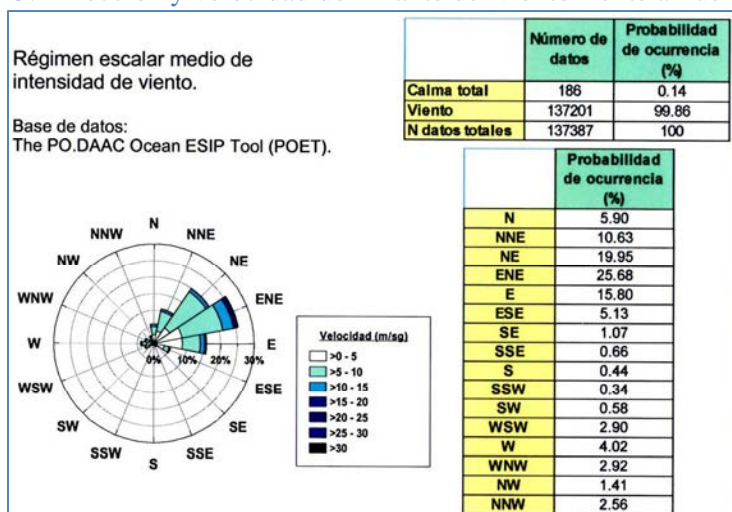 Régimen escalar medio de
intensidad de viento.
Base de datos:
The PO.DAAC Ocean ESIP Tool (POET).
Número de datos Probabilidad de ocurrencia (%)
Calma total 186 0.14
Viento 137201 99.86
N datos totales 137387 100
Probabilidad
de ocurrencia
(%)
N 5.90
NNE 10.63
NE 19.95
ENE 25.68
E 15.80
ESE 5.13
SE 1.07
SSE 0.66
S 0.44
SSW 0.34
SW 0.58
WSW 2.90
W 4.02
WNW 2.92
NW 1.41
NNW 2.56
N
NNW NNE
NW NE
WNW ENE
W E
0% 10% 20% 30%
WSW ESE
SW SE
SSW SSE
S
Velocidad (m/sg)
>0 - 5
>5 - 10
>10 - 15
>15 - 20
>20 - 25
>25 - 30
>30